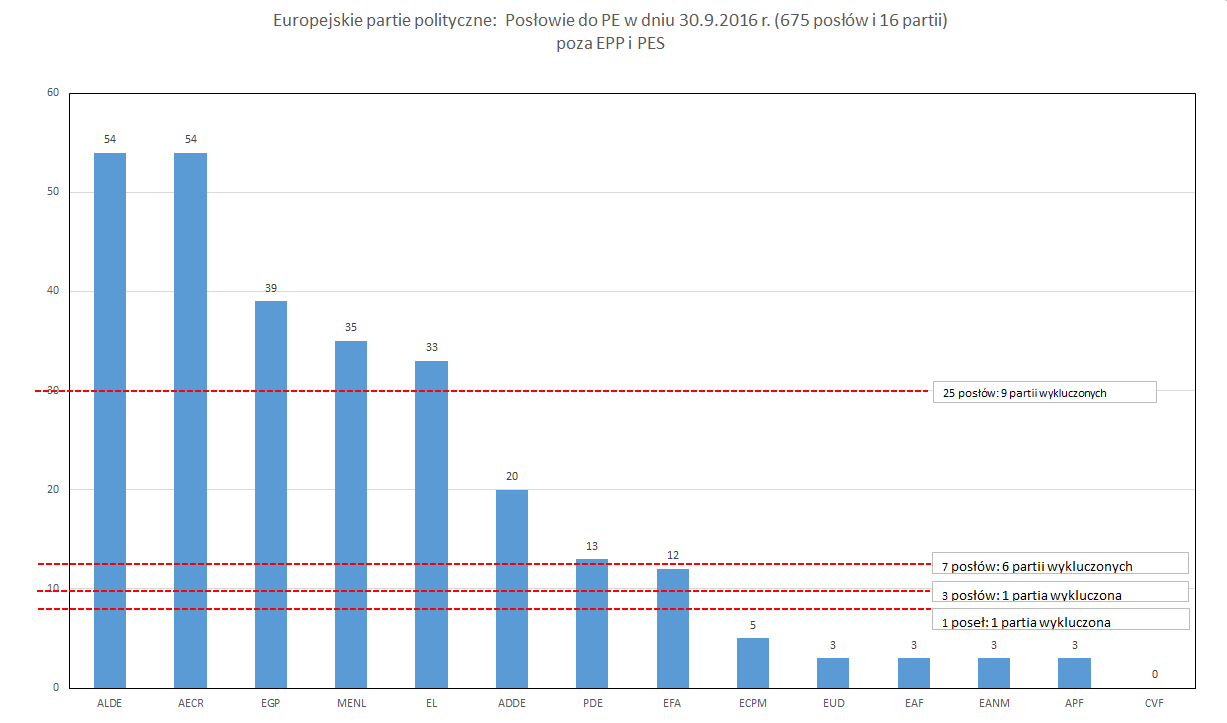 Europejskie partie polityczne: Posłowie do PE w dniu 30.9.2016 r. (675 posłów i 16 partii)
poza EPP i PES
60
54 54
50
40
39
35
33
30
25 posłów: 9 partii wykluczonych
20
20
13
12
7 posłów: 6 partii wykluczonych
10
3 posłów: 1 partia wykluczona
1 poseł: 1 partia wykluczona
5
3 3 3 3
0
0
ALDE AECR EGP MENL EL ADDE PDE EFA ECPM EUD EAF EANM APF CVF